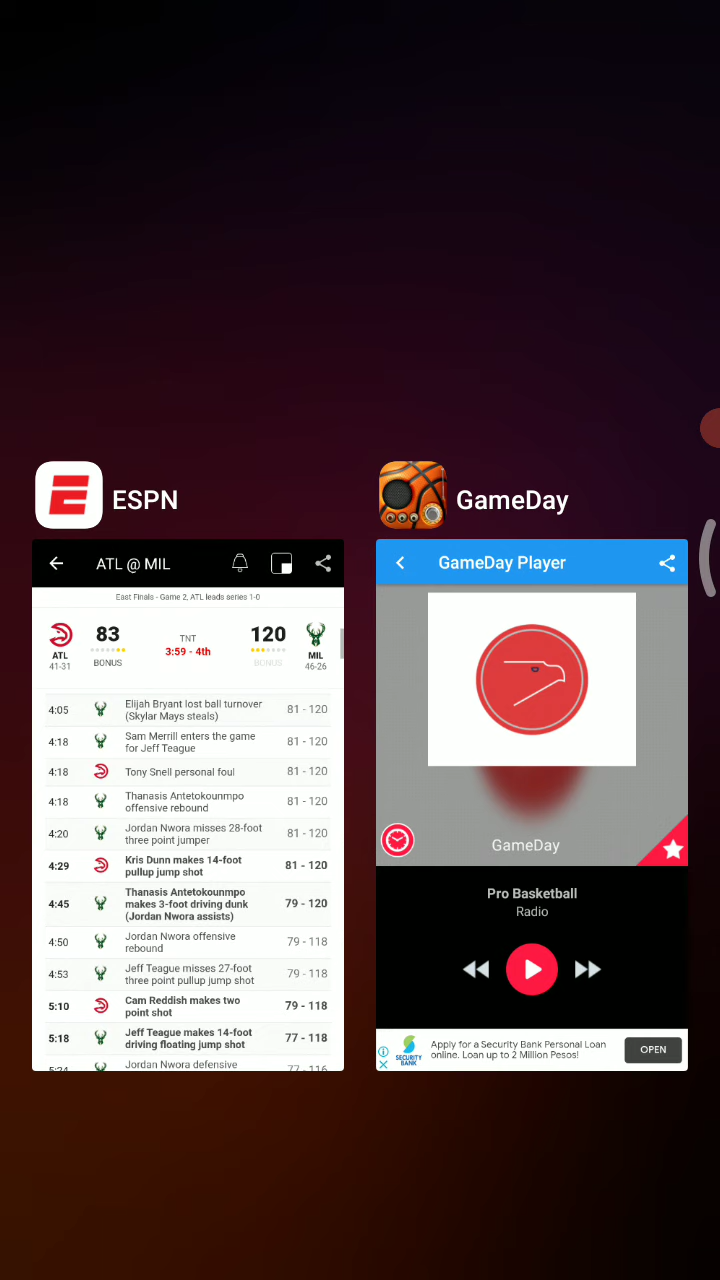 ESPN
GameDay
ATL @ MIL
East Finals - Game 2, ATL leads series 1-0
ATL
41-31
83
BONUS
TNT
3:59 - 4th
120
BONUS
MIL
46-26
4:05 Elijah Bryant lost ball turnover 81 - 120
(Skylar Mays steals)
4:18 Sam Merrill enters the game 81 - 120
for Jeff Teague
4:18 Tony Snell personal foul 81 - 120
4:18 Thanasis Antetokounmpo 81 - 120
offensive rebound
4:20 Jordan Nwora misses 28-foot 81 - 120
three point jumper
4:29 Kris Dunn makes 14-foot 81 - 120
pullup jump shot
4:45 Thanasis Antetokounmpo
makes 3-foot driving dunk 79 - 120
(Jordan Nwora assists)
4:50 Jordan Nwora offensive 79 - 118
rebound
4:53 Jeff Teague misses 27-foot 79 - 118
three point pullup jump shot
5:10 Cam Reddish makes two 79 - 118
point shot
5:18 Jeff Teague makes 14-foot 77 - 118
driving floating jump shot
5:24 Jordan Nwora defensive 77 - 116
GameDay Player
GameDay
Pro Basketball
Radio
SECURITY
BANK
Apply for a Security Bank Personal Loan
online. Loan up to 2 Million Pesos!
OPEN